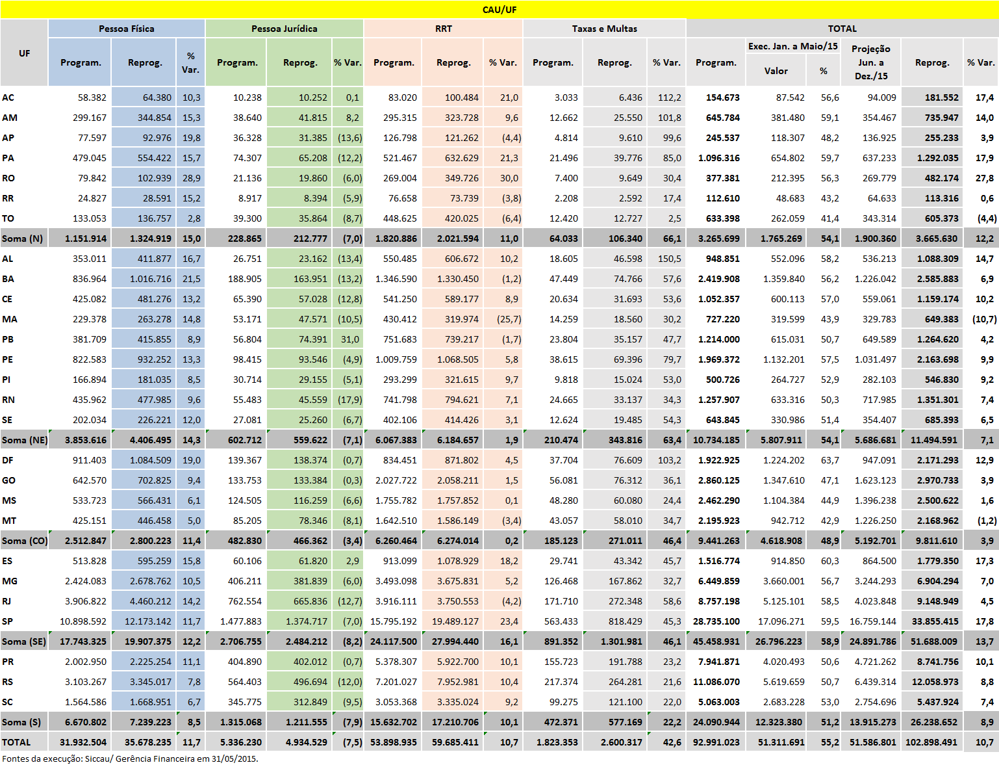 CAU/UF
UF Pessoa Física Pessoa Jurídica RRT Taxas e Multas TOTAL
Program. Reprog. % Var. Program. Reprog. % Var. Program. Reprog. % Var. Program. Reprog. % Var. Program. Exec. Jan. a Maio/15 Valor % Projeção Jun. a Dez./15 Reprog. % Var.
AC 58.382 64.380 10,3 10.238 10.252 0,1 83.020 100.484 21,0 3.033 6.436 112,2 154.673 87.542 56,6 94.009 181.552 17,4
AM 299.167 344.854 15,3 38.640 41.815 8,2 295.315 323.728 9,6 12.662 25.550 101,8 645.784 381.480 59,1 354.467 735.947 14,0
AP 77.597 92.976 19,8 36.328 31.385 (13,6) 126.798 121.262 (4,4) 4.814 9.610 99,6 245.537 118.307 48,2 136.925 255.233 3,9
PA 479.045 554.422 15,7 74.307 65.208 (12,2) 521.467 632.629 21,3 21.496 39.776 85,0 1.096.316 654.802 59,7 637.233 1.292.035 17,9
RO 79.842 102.939 28,9 21.136 19.860 (6,0) 269.004 349.726 30,0 7.400 9.649 30,4 377.381 212.395 56,3 269.779 482.174 27,8
RR 24.827 28.591 15,2 8.917 8.394 (5,9) 76.658 73.739 (3,8) 2.208 2.592 17,4 112.610 48.683 43,2 64.633 113.316 0,6
TO 133.053 136.757 2,8 39.300 35.864 (8,7) 448.625 420.025 (6,4) 12.420 12.727 2,5 633.398 262.059 41,4 343.314 605.373 (4,4)
Soma (N) 1.151.914 1.324.919 15,0 228.865 212.777 (7,0) 1.820.886 2.021.594 11,0 64.033 106.340 66,1 3.265.699 1.765.269 54,1 1.900.360 3.665.630 12,2
AL 353.011 411.877 16,7 26.751 23.162 (13,4) 550.485 606.672 10,2 18.605 46.598 150,5 948.851 552.096 58,2 536.213 1.088.309 14,7
BA 836.964 1.016.716 21,5 188.905 163.951 (13,2) 1.346.590 1.330.450 (1,2) 47.449 74.766 57,6 2.419.908 1.359.840 56,2 1.226.042 2.585.883 6,9
CE 425.082 481.276 13,2 65.390 57.028 (12,8) 541.250 589.177 8,9 20.634 31.693 53,6 1.052.357 600.113 57,0 559.061 1.159.174 10,2
MA 229.378 263.278 14,8 53.171 47.571 (10,5) 430.412 319.974 (25,7) 14.259 18.560 30,2 727.220 319.599 43,9 329.783 649.383 (10,7)
PB 381.709 415.855 8,9 56.804 74.391 31,0 751.683 739.217 (1,7) 23.804 35.157 47,7 1.214.000 615.031 50,7 649.589 1.264.620 4,2
PE 822.583 932.252 13,3 98.415 93.546 (4,9) 1.009.759 1.068.505 5,8 38.615 69.396 79,7 1.969.372 1.132.201 57,5 1.031.497 2.163.698 9,9
PI 166.894 181.035 8,5 30.714 29.155 (5,1) 293.299 321.615 9,7 9.818 15.024 53,0 500.726 264.727 52,9 282.103 546.830 9,2
RN 435.962 477.985 9,6 55.483 45.559 (17,9) 741.798 794.621 7,1 24.665 33.137 34,3 1.257.907 633.316 50,3 717.985 1.351.301 7,4
SE 202.034 226.221 12,0 27.081 25.260 (6,7) 402.106 414.426 3,1 12.624 19.485 54,3 643.845 330.986 51,4 354.407 685.393 6,5
Soma (NE) 3.853.616 4.406.495 14,3 602.712 559.622 (7,1) 6.067.383 6.184.657 1,9 210.474 343.816 63,4 10.734.185 5.807.911 54,1 5.686.681 11.494.591 7,1
DF 911.403 1.084.509 19,0 139.367 138.374 (0,7) 834.451 871.802 4,5 37.704 76.609 103,2 1.922.925 1.224.202 63,7 947.091 2.171.293 12,9
GO 642.570 702.825 9,4 133.753 133.384 (0,3) 2.027.722 2.058.211 1,5 56.081 76.312 36,1 2.860.125 1.347.610 47,1 1.623.123 2.970.733 3,9
MS 533.723 566.431 6,1 124.505 116.259 (6,6) 1.755.782 1.757.852 0,1 48.280 60.080 24,4 2.462.290 1.104.384 44,9 1.396.238 2.500.622 1,6
MT 425.151 446.458 5,0 85.205 78.346 (8,1) 1.642.510 1.586.149 (3,4) 43.057 58.010 34,7 2.195.923 942.712 42,9 1.226.250 2.168.962 (1,2)
Soma (CO) 2.512.847 2.800.223 11,4 482.830 466.362 (3,4) 6.260.464 6.274.014 0,2 185.123 271.011 46,4 9.441.263 4.618.908 48,9 5.192.701 9.811.610 3,9
ES 513.828 595.259 15,8 60.106 61.820 2,9 913.099 1.078.929 18,2 29.741 43.342 45,7 1.516.774 914.850 60,3 864.500 1.779.350 17,3
MG 2.424.083 2.678.762 10,5 406.211 381.839 (6,0) 3.493.098 3.675.831 5,2 126.468 167.862 32,7 6.449.859 3.660.001 56,7 3.244.293 6.904.294 7,0
RJ 3.906.822 4.460.212 14,2 762.554 665.836 (12,7) 3.916.111 3.750.553 (4,2) 171.710 272.348 58,6 8.757.198 5.125.101 58,5 4.023.848 9.148.949 4,5
SP 10.898.592 12.173.142 11,7 1.477.883 1.374.717 (7,0) 15.795.192 19.489.127 23,4 563.433 818.429 45,3 28.735.100 17.096.271 59,5 16.759.144 33.855.415 17,8
Soma (SE) 17.743.325 19.907.375 12,2 2.706.755 2.484.212 (8,2) 24.117.500 27.994.440 16,1 891.352 1.301.981 46,1 45.458.931 26.796.223 58,9 24.891.786 51.688.009 13,7
PR 2.002.950 2.225.254 11,1 404.890 402.012 (0,7) 5.378.307 5.922.700 10,1 155.723 191.788 23,2 7.941.871 4.020.493 50,6 4.721.262 8.741.756 10,1
RS 3.103.267 3.345.017 7,8 564.403 496.694 (12,0) 7.201.027 7.952.981 10,4 217.374 264.281 21,6 11.086.070 5.619.659 50,7 6.439.314 12.058.973 8,8
SC 1.564.586 1.668.951 6,7 345.775 312.849 (9,5) 3.053.368 3.335.024 9,2 99.275 121.100 22,0 5.063.003 2.683.228 53,0 2.754.696 5.437.924 7,4
Soma (S) 6.670.802 7.239.223 8,5 1.315.068 1.211.555 (7,9) 15.632.702 17.210.706 10,1 472.371 577.169 22,2 24.090.944 12.323.380 51,2 13.915.273 26.238.652 8,9
TOTAL 31.932.504 35.678.235 11,7 5.336.230 4.934.529 (7,5) 53.898.935 59.685.411 10,7 1.823.353 2.600.317 42,6 92.991.023 51.311.691 55,2 51.586.801 102.898.491 10,7
Fontes da execução: Siccau/ Gerência Financeira em 31/05/2015.